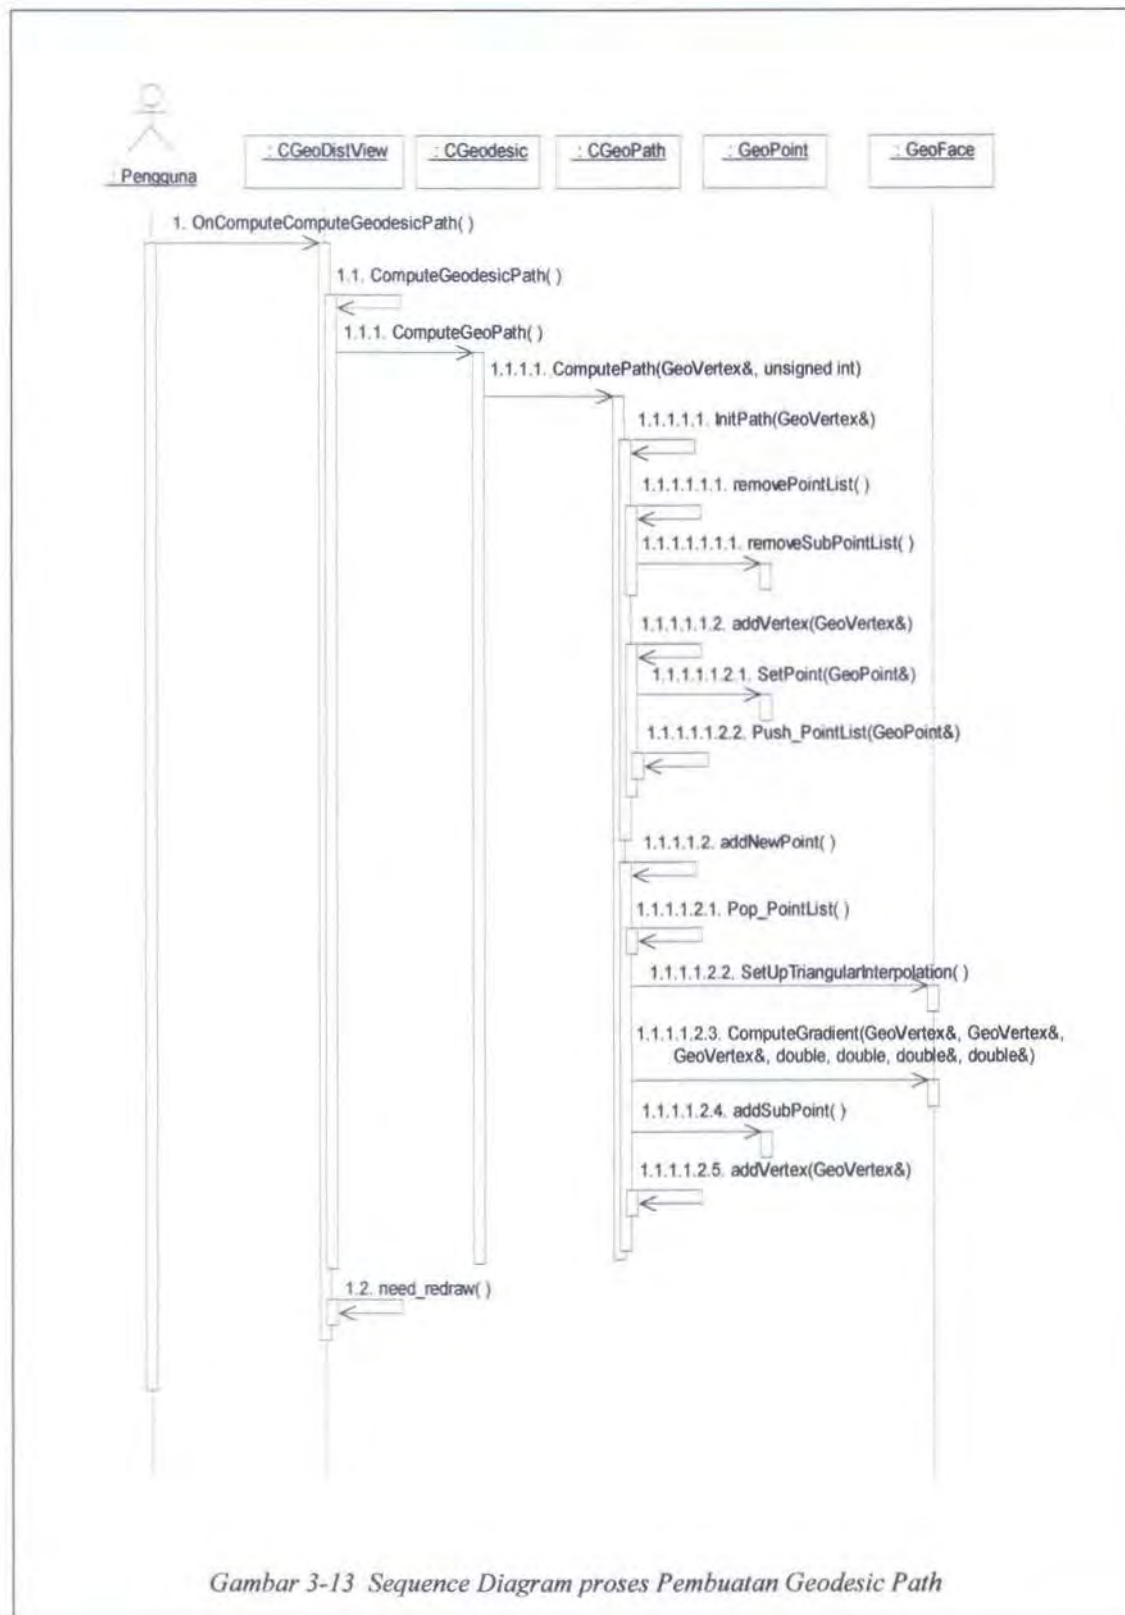 : Pengguna
: CGeoDistView
: CGeodesic
: CGeoPath
: GeoPoint
: GeoFace
1. OnComputeComputeGeodesicPath( )
1.1. ComputeGeodesicPath( )
1.1.1. ComputeGeoPath( )
1.1.1.1. ComputePath(GeoVertex&, unsigned int)
1.1.1.1.1. InitPath(GeoVertex&)
1.1.1.1.1.1. removePointList( )
1.1.1.1.1.1.1. removeSubPointList( )
1.1.1.1.1.2. addVertex(GeoVertex&)
1.1.1.1.1.2.1. SetPoint(GeoPoint&)
1.1.1.1.1.2.2. Push_PointList(GeoPoint&)
1.1.1.1.2. addNewPoint( )
1.1.1.1.2.1. Pop_PointList( )
1.1.1.1.2.2. SetUpTriangularInterpolation( )
1.1.1.1.2.3. ComputeGradient(GeoVertex&, GeoVertex&,
GeoVertex&, double, double, double&, double&)
1.1.1.1.2.4. addSubPoint( )
1.1.1.1.2.5. addVertex(GeoVertex&)
1.2. need_redraw( )
Gambar 3-13 Sequence Diagram proses Pembuatan Geodesic Path